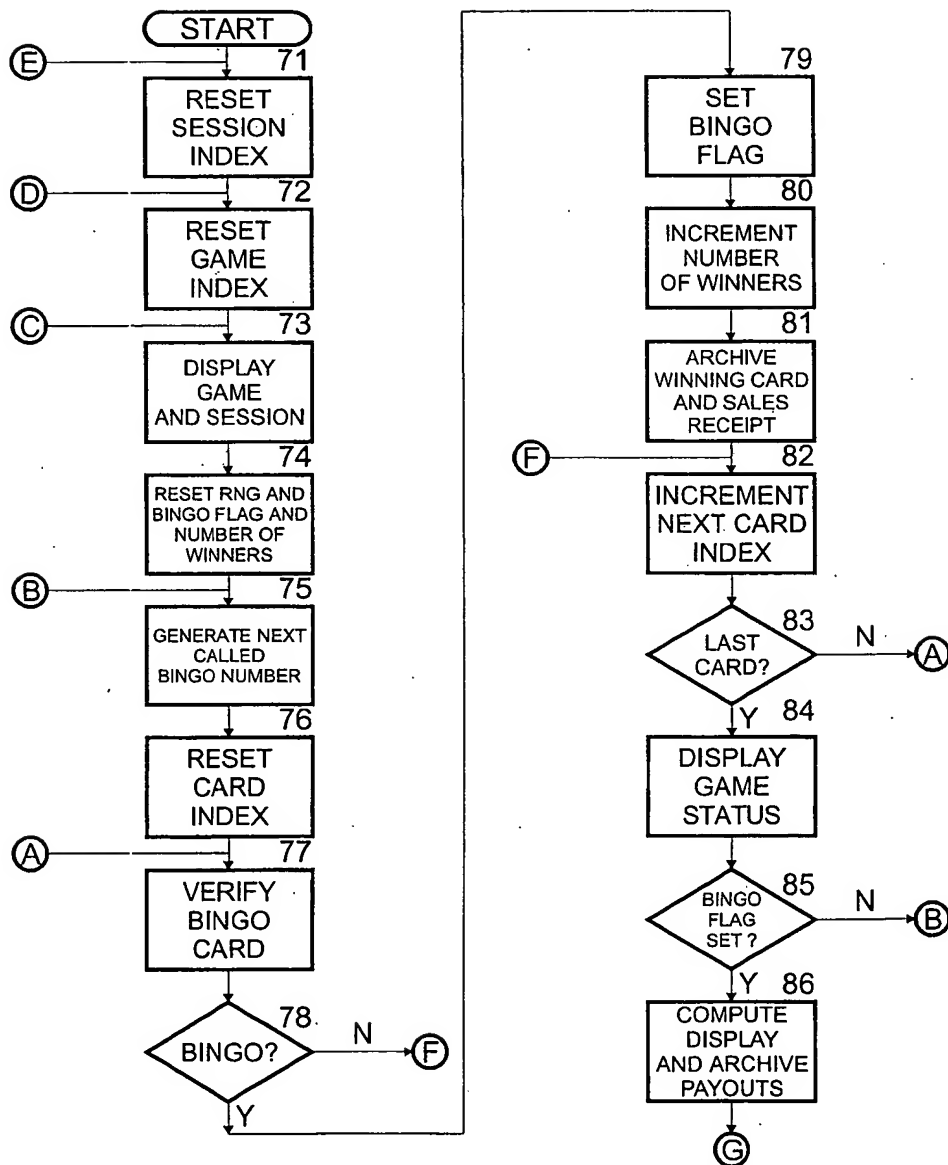 START
E
71
RESET
SESSION
INDEX
D
72
RESET
GAME
INDEX
C
73
DISPLAY
GAME
AND SESSION
74
RESET RNG AND
BINGO FLAG AND
NUMBER OF
WINNERS
B
75
GENERATE NEXT
CALLED
BINGO NUMBER
76
RESET
CARD
INDEX
A
77
VERIFY
BINGO
CARD
78
BINGO?
N
F
Y
79
SET
BINGO
FLAG
80
INCREMENT
NUMBER
OF WINNERS
81
ARCHIVE
WINNING CARD
AND SALES
RECEIPT
F
82
INCREMENT
NEXT CARD
INDEX
83
LAST
CARD?
N
A
Y
84
DISPLAY
GAME
STATUS
85
BINGO
FLAG
SET ?
N
B
Y
86
COMPUTE
DISPLAY
AND ARCHIVE
PAYOUTS
G